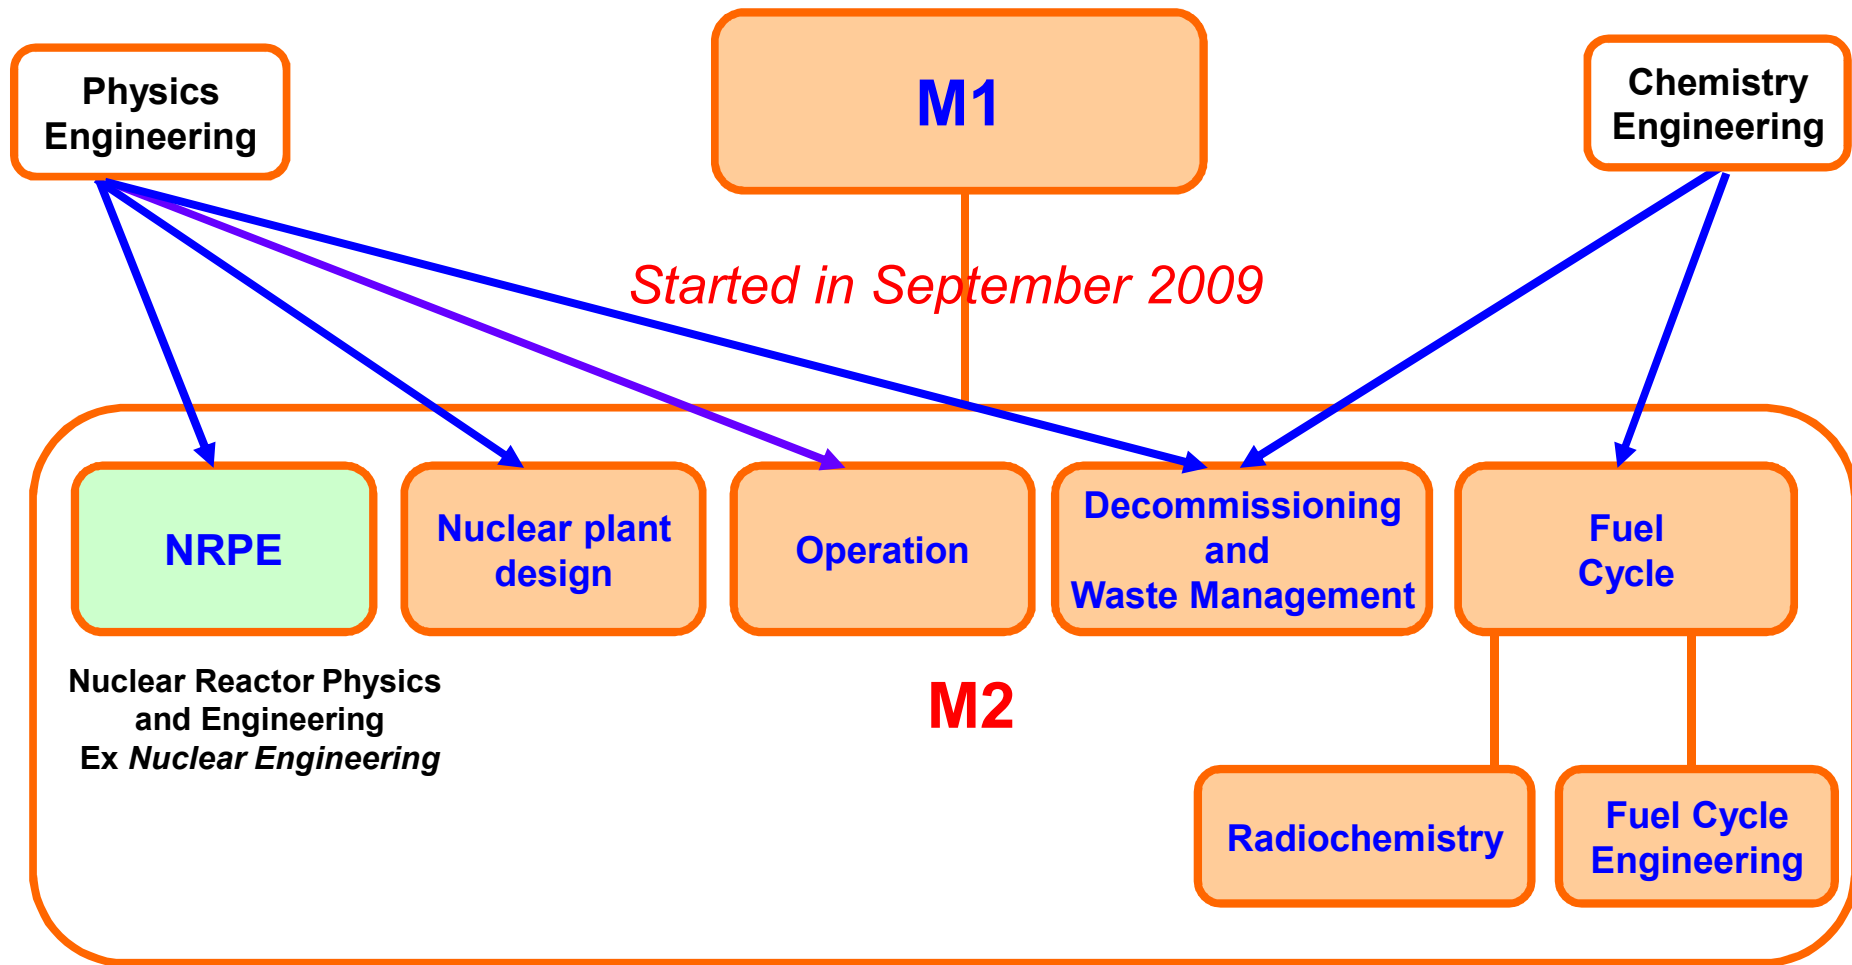 Physics
Engineering
M1
Chemistry
Engineering
Started in September 2009
NRPE
Nuclear plant
design
Operation
Decommissioning
and
Waste Management
Fuel
Cycle
Nuclear Reactor Physics
and Engineering
Ex Nuclear Engineering
M2
Radiochemistry
Fuel Cycle
Engineering